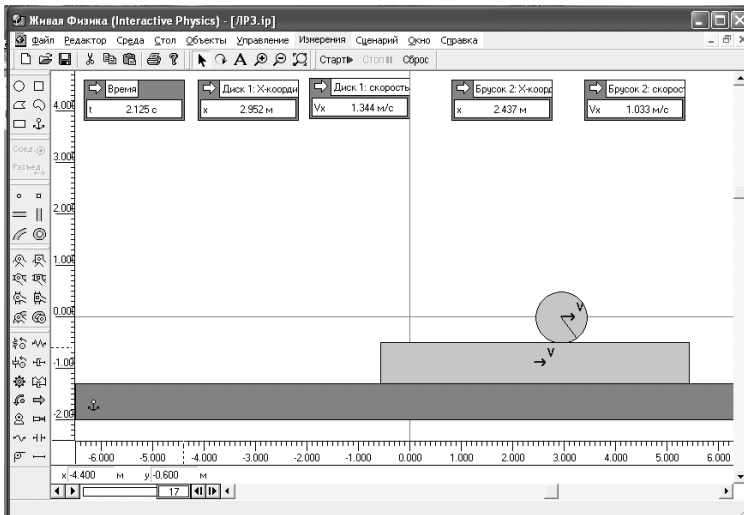 Живая Физика (Interactive Physics) - [ЛР3.ip]
Файл Редактор Среда Стол Объекты Управление Измерения Сценарий Окно Справка
Старт Стоп Сброс
Время Диск 1: X-коорди Диск 1: скорость Брусок 2: X-коорд Брусок 2: скорос
t 2.125 с x 2.952 м Vx 1.344 м/с x 2.437 м Vx 1.033 м/с
4.000
Соед.
3.000
Разъед.
2.000
1.000
0.000
V
V
-1.000
-2.000
-6.000 -5.000 -4.000 -3.000 -2.000 -1.000 0.000 1.000 2.000 3.000 4.000 5.000 6.000
x -4.400 м y -0.600 м
17